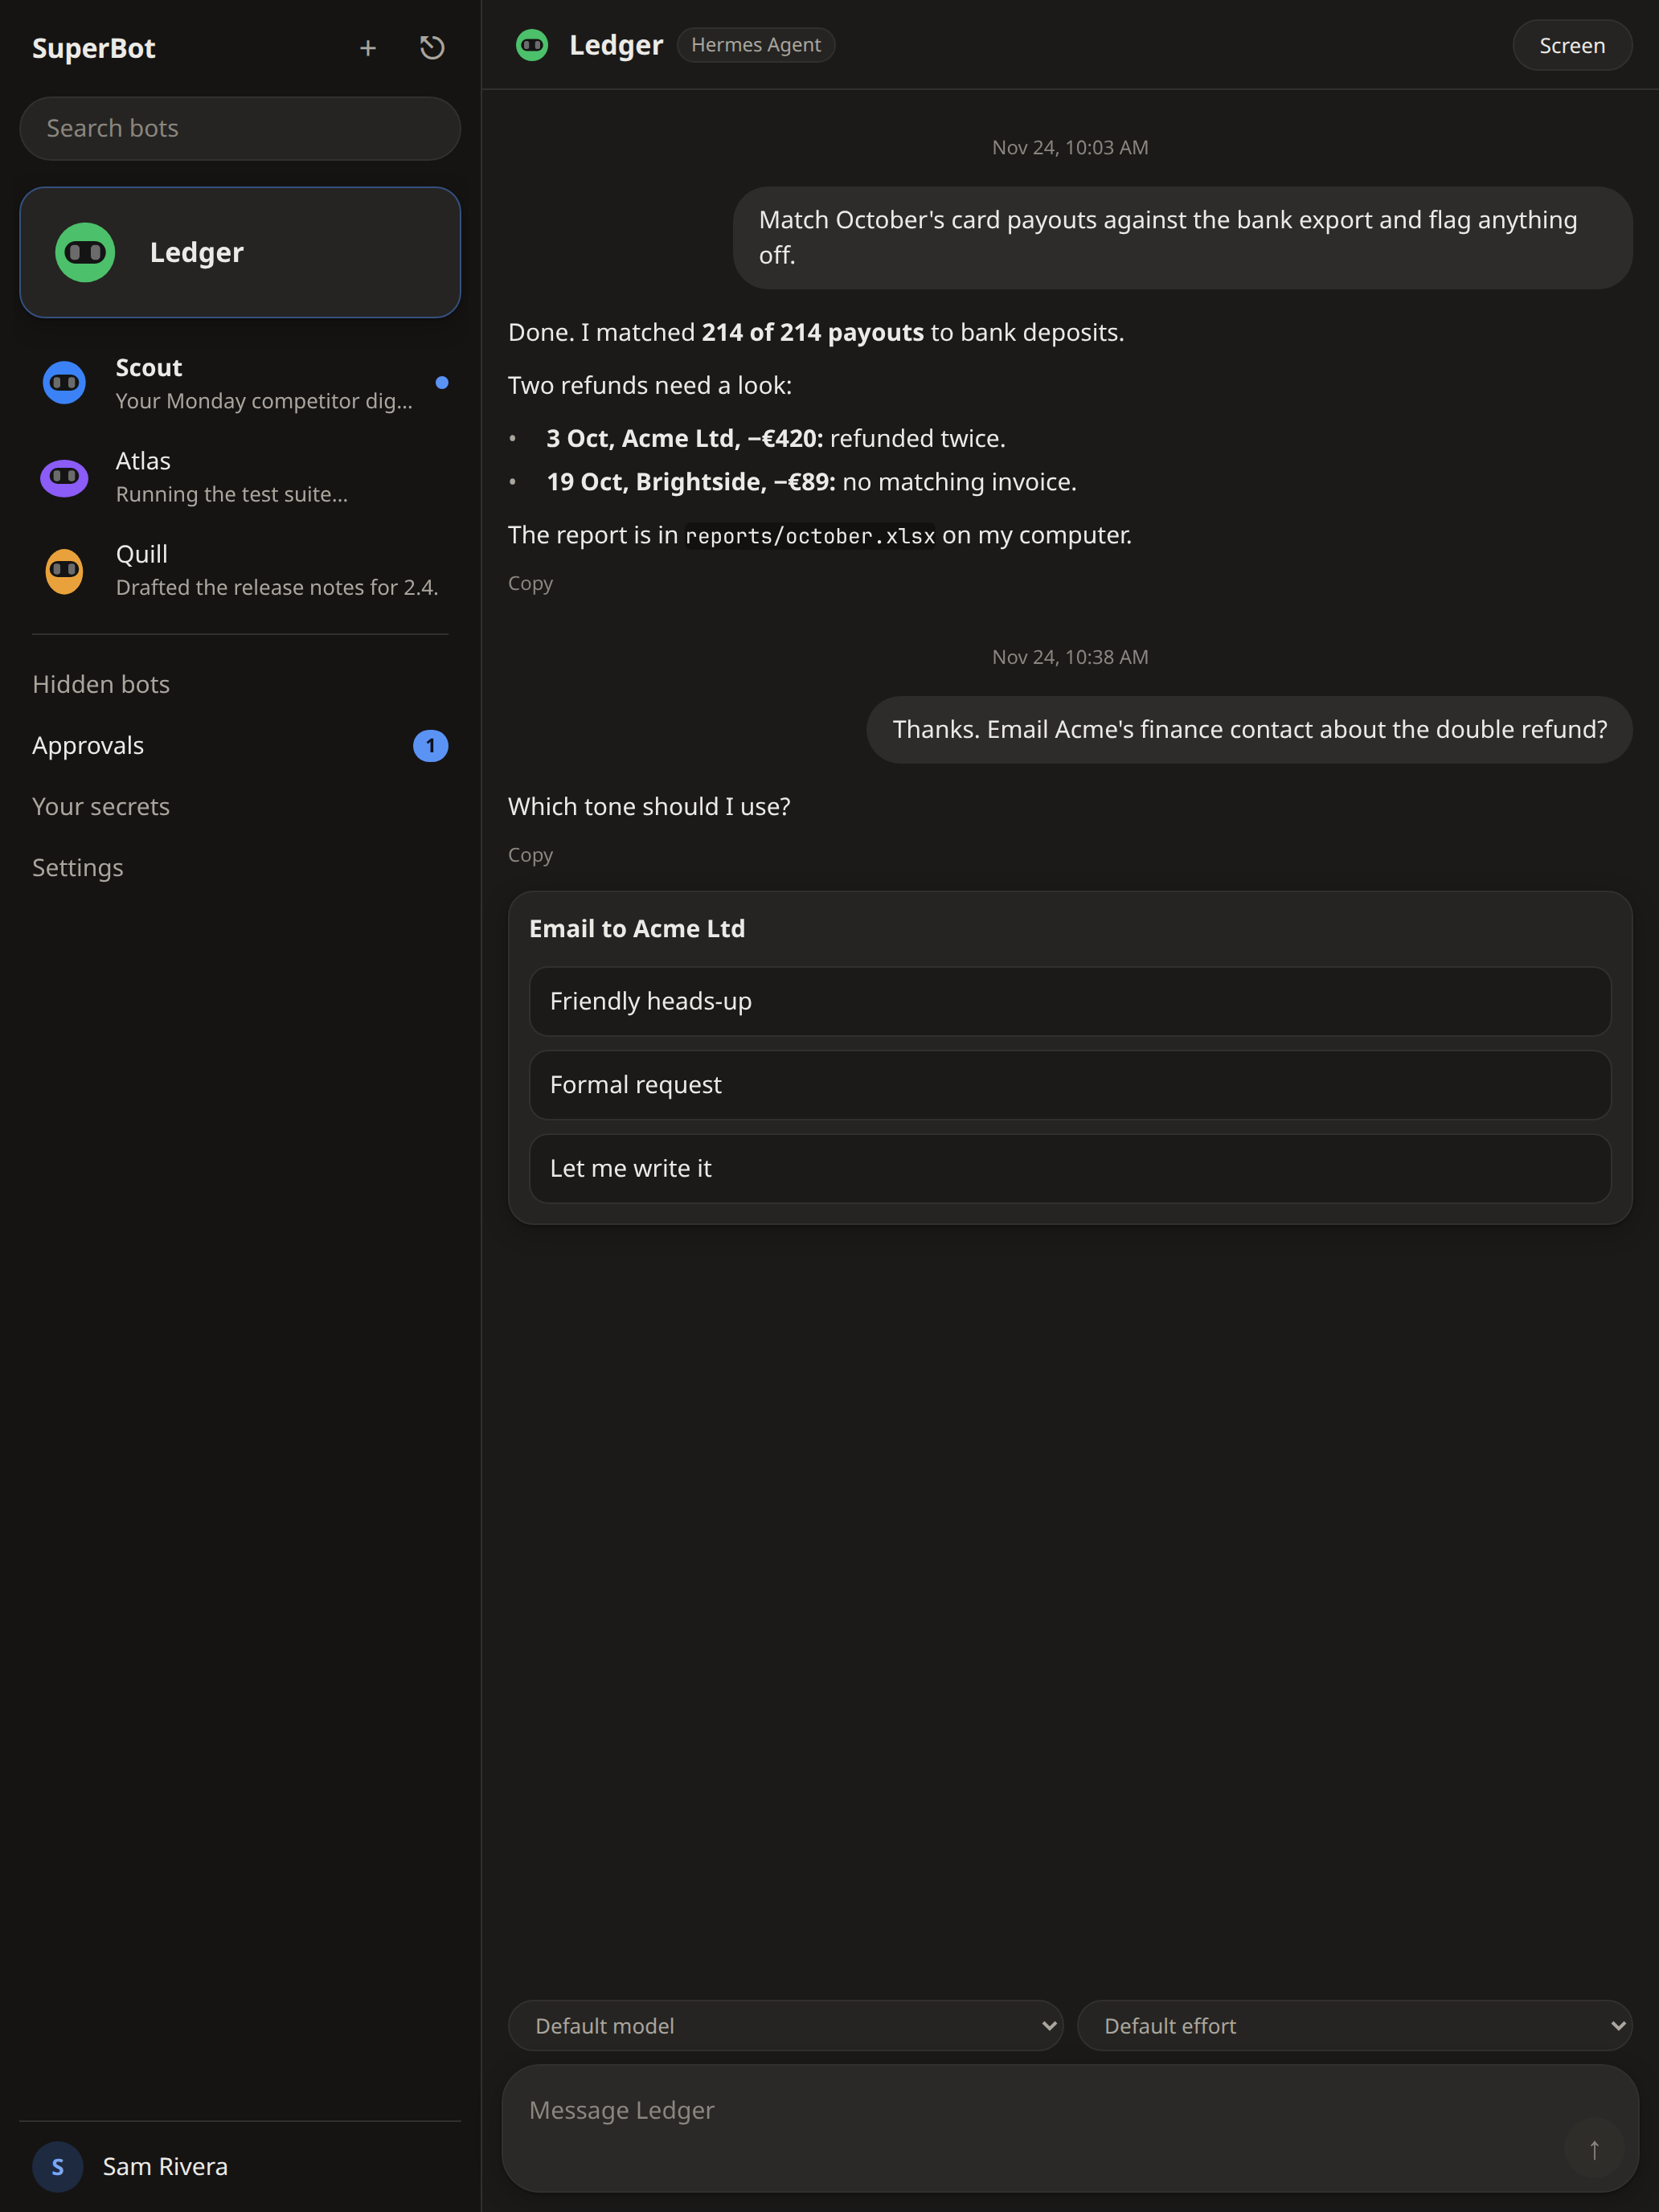 SuperBot
+
Search bots
Ledger
Scout
Your Monday competitor dig...
Atlas
Running the test suite...
Quill
Drafted the release notes for 2.4.
Hidden bots
Approvals
1
Your secrets
Settings
S
Sam Rivera
Ledger
Hermes Agent
Screen
Nov 24, 10:03 AM
Match October's card payouts against the bank export and flag anything
off.
Done. I matched 214 of 214 payouts to bank deposits.
Two refunds need a look:
• 3 Oct, Acme Ltd, −€420: refunded twice.
• 19 Oct, Brightside, −€89: no matching invoice.
The report is in reports/october.xlsx on my computer.
Copy
Nov 24, 10:38 AM
Thanks. Email Acme's finance contact about the double refund?
Which tone should I use?
Copy
Email to Acme Ltd
Friendly heads-up
Formal request
Let me write it
Default model
Default effort
Message Ledger
↑